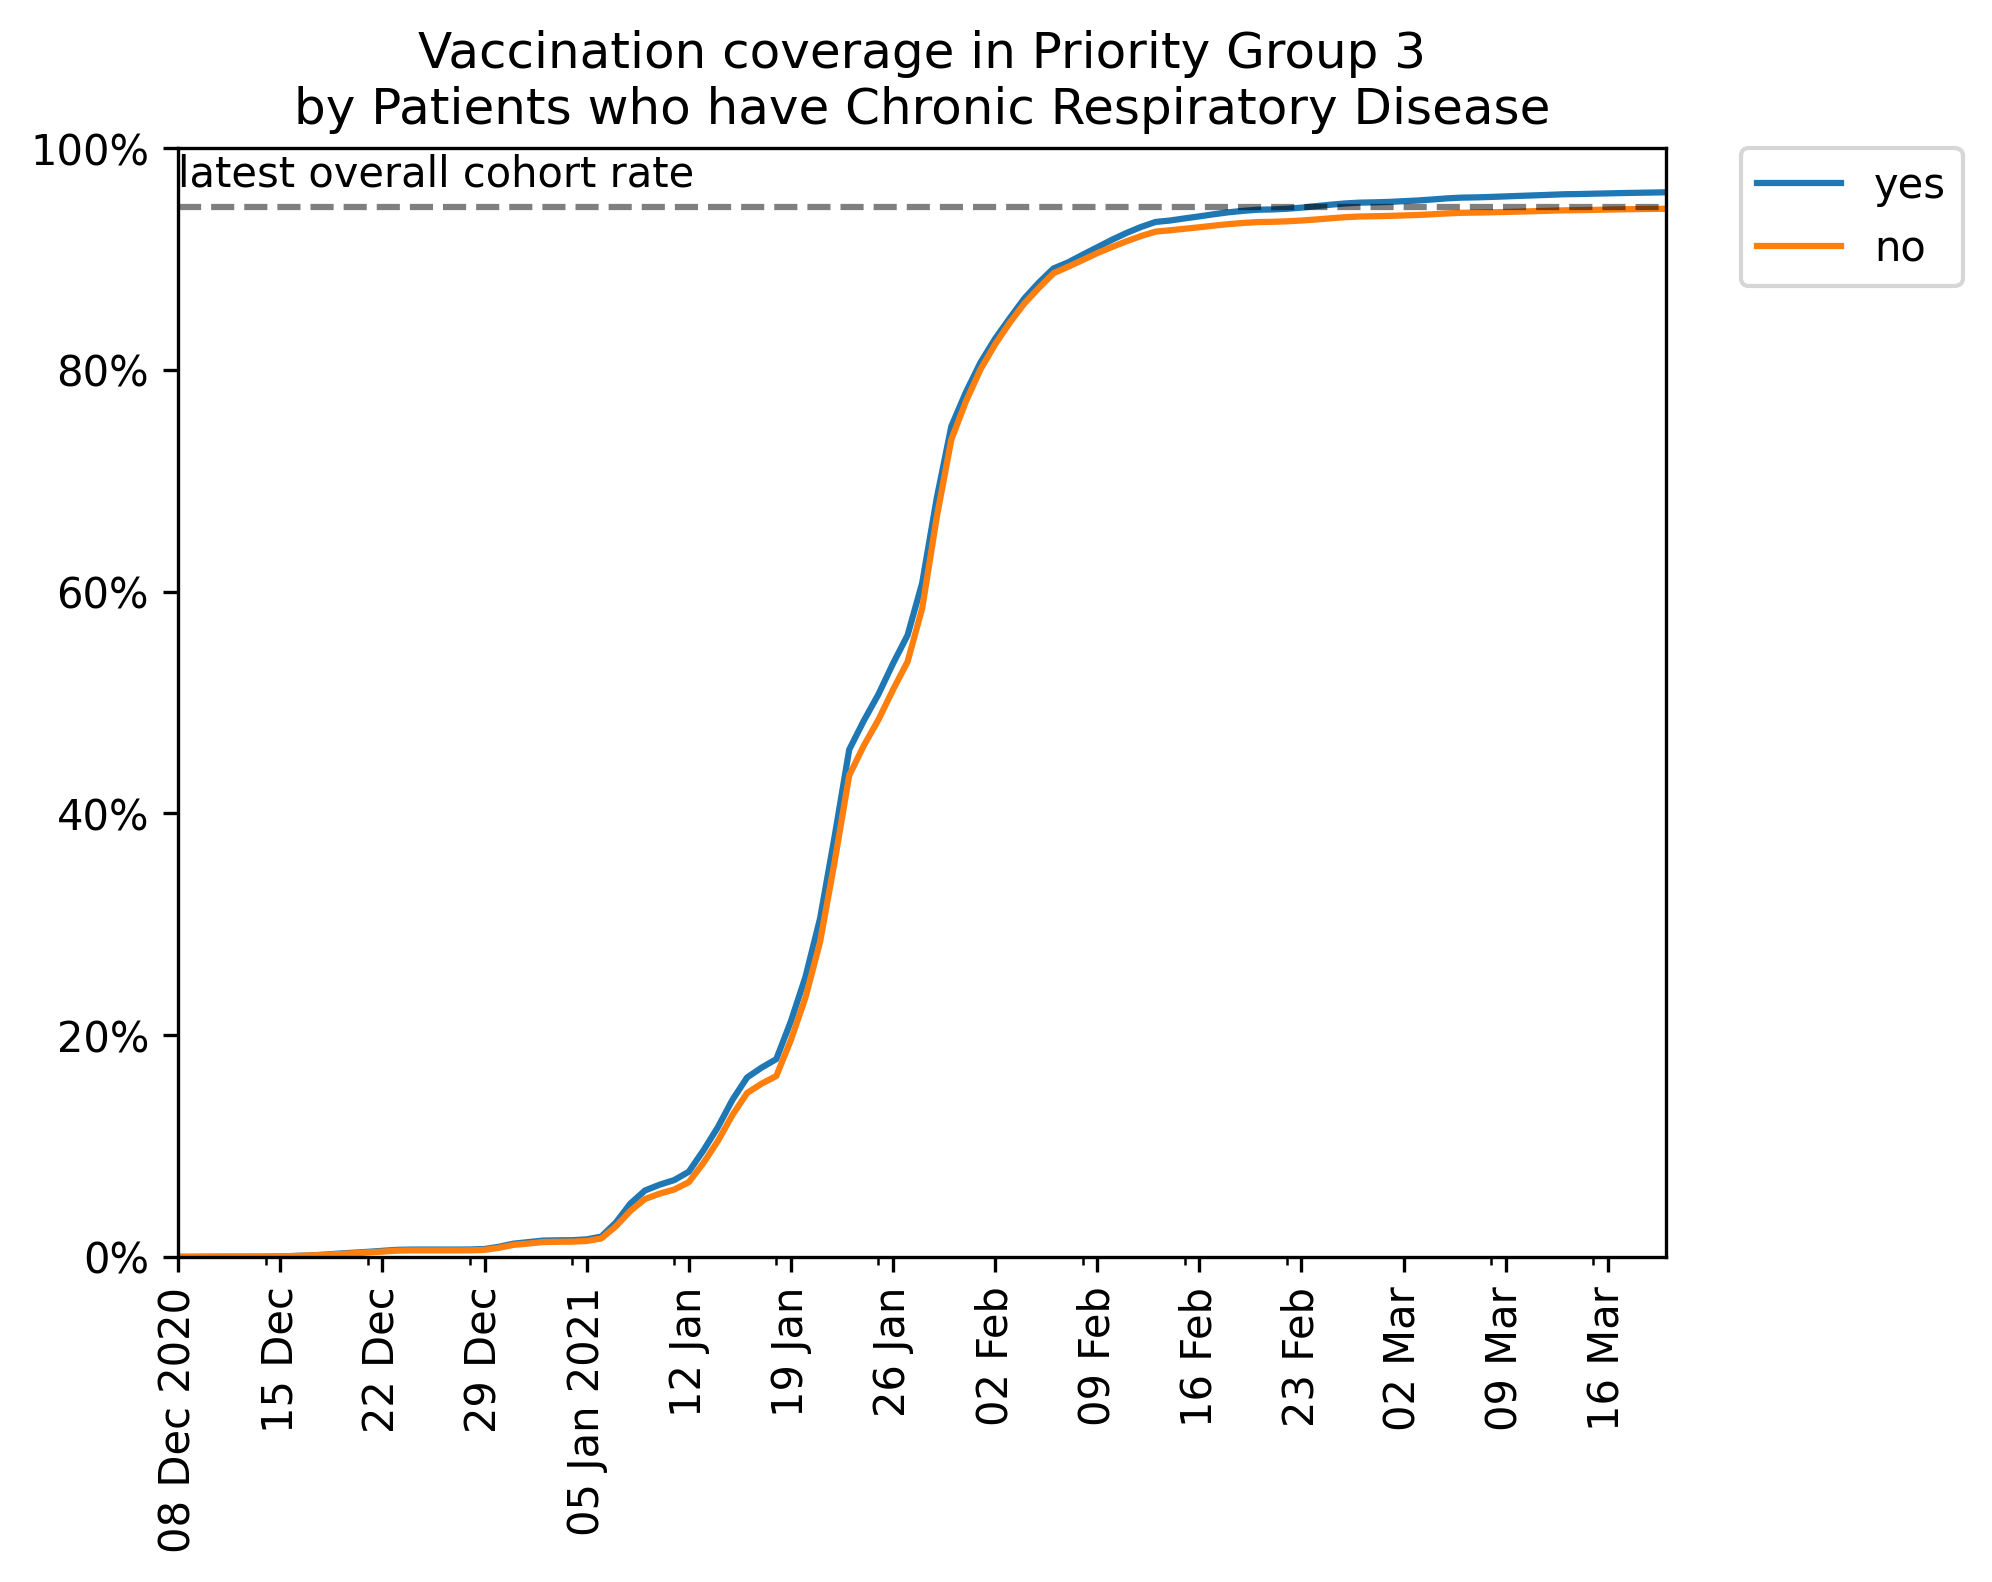 Vaccination coverage in Priority Group 3
by Patients who have Chronic Respiratory Disease
100%
80%
60%
40%
20%
0%
latest overall cohort rate
yes
no
08 Dec 2020
15 Dec
22 Dec
29 Dec
05 Jan 2021
12 Jan
19 Jan
26 Jan
02 Feb
09 Feb
16 Feb
23 Feb
02 Mar
09 Mar
16 Mar